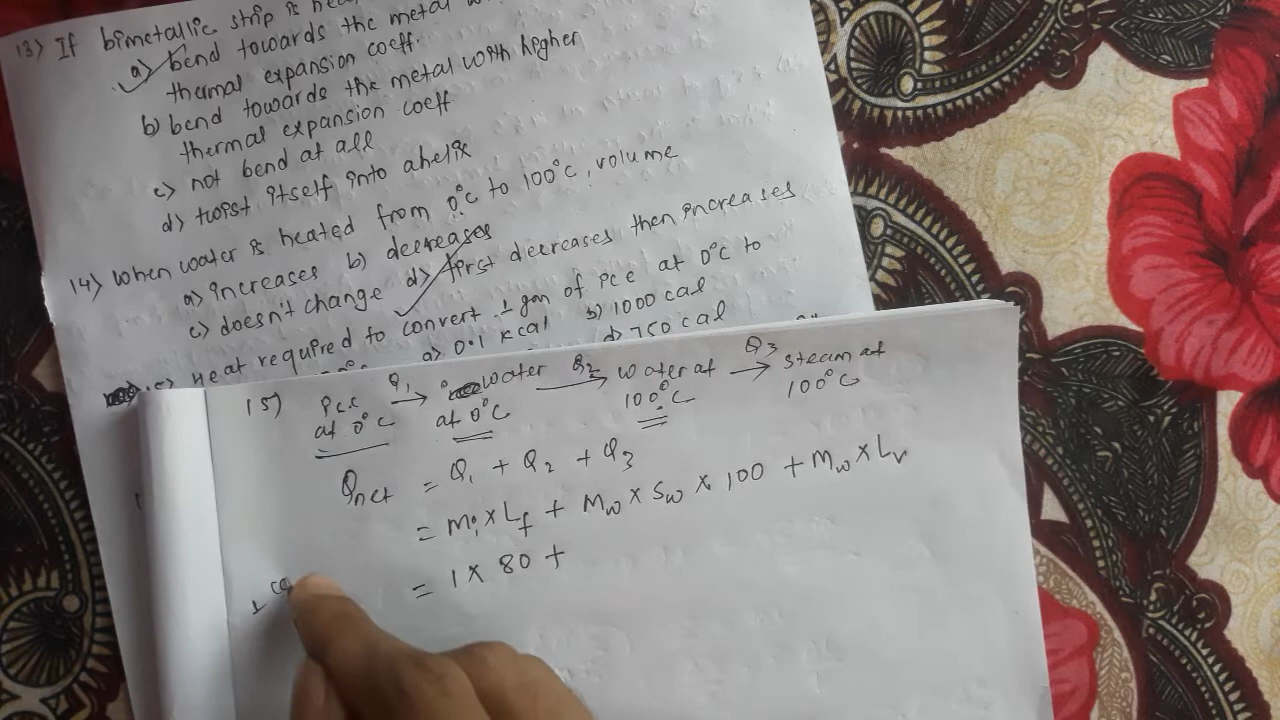 13) If bimetallic strip is
a) bend towards the metal
thermal expansion coeff.
b) bend towards the metal with higher
thermal expansion coeff
c) not bend at all
d) twist itself into ahelix
14) When water is heated from 0°C to 100°C, volume
a) increases b) decreases
c) doesn't change d) first decreases then increases
Heat required to convert 1 gm of ice at 0°C to
a) 0.1 kcal b) 1000 cal
d) 750 cal
15) Ice Q1 → water Q2 → water at Q3 → steam at
at 0°C at 0°C 100°C 100°C
Qnet = Q1 + Q2 + Q3
= mi × Lf + Mw × Sw × 100 + Mw × Lv
= 1 × 80 +
1